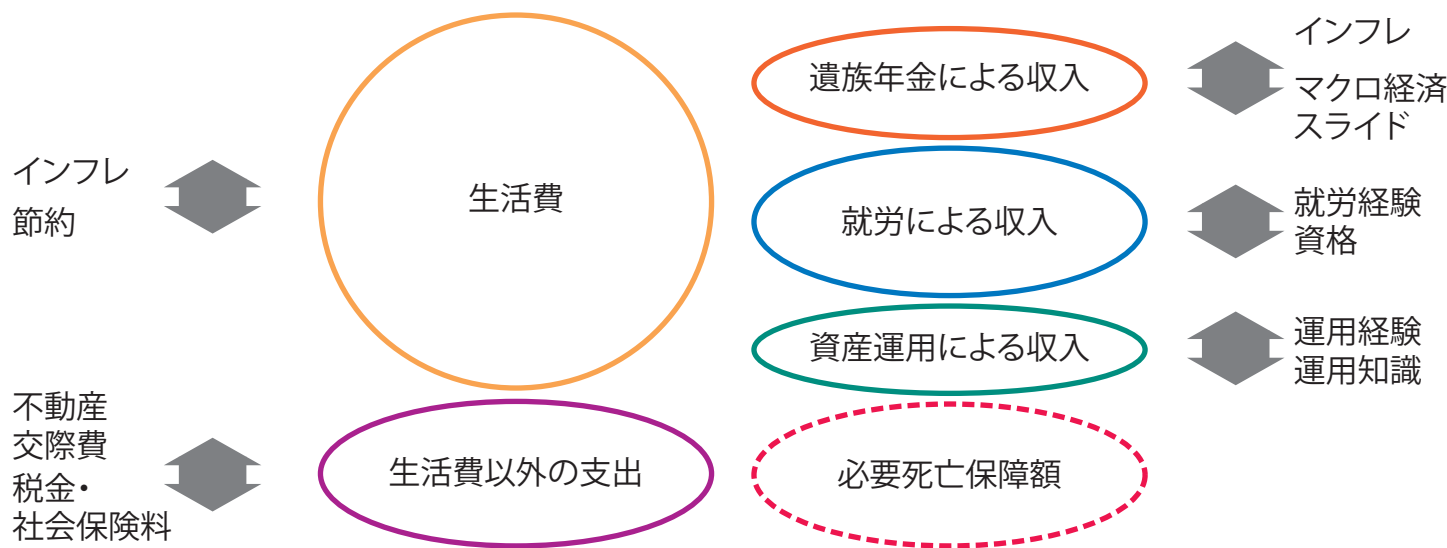 インフレ
節約
不動産
交際費
税金・
社会保険料
生活費
生活費以外の支出
遺族年金による収入
就労による収入
資産運用による収入
必要死亡保障額
インフレ
マクロ経済
スライド
就労経験
資格
運用経験
運用知識